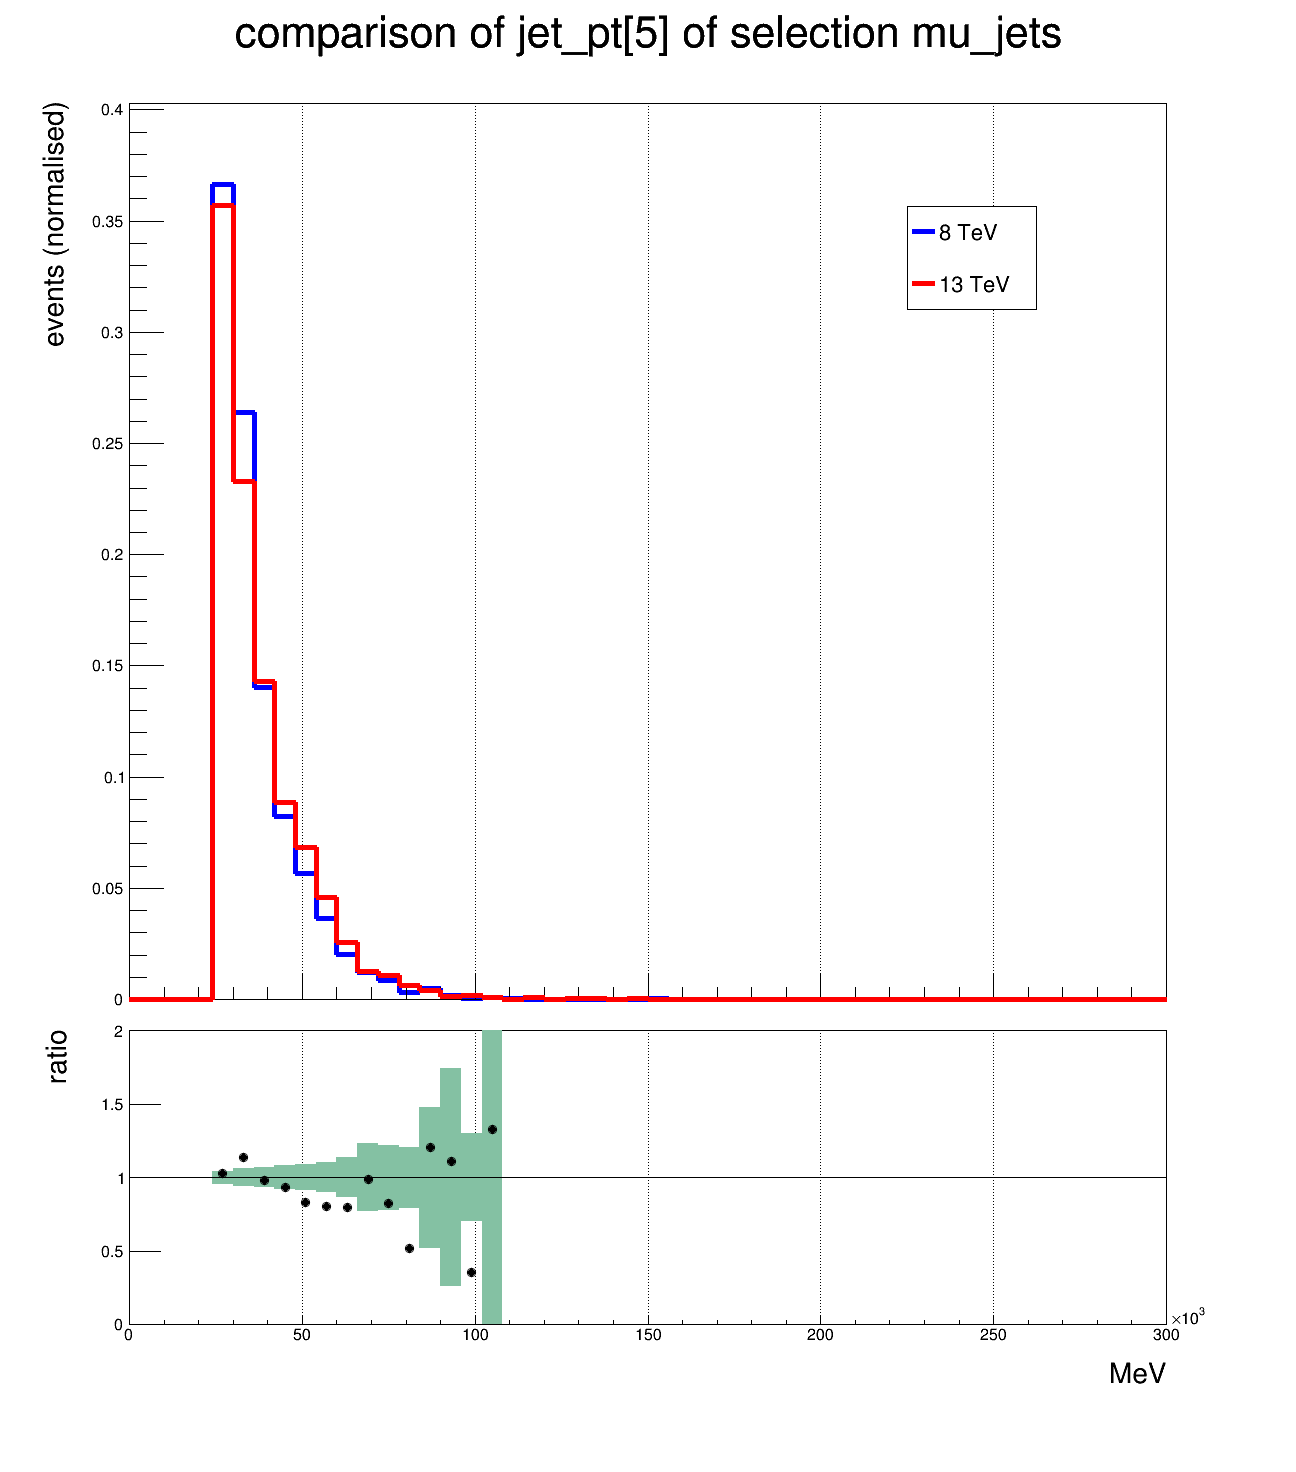 comparison of jet_pt[5] of selection mu_jets
events (normalised)
0.4
0.35
0.3
0.25
0.2
0.15
0.1
0.05
0
8 TeV
13 TeV
ratio
2
1.5
1
0.5
0
0 50 100 150 200 250 300
×10³
MeV